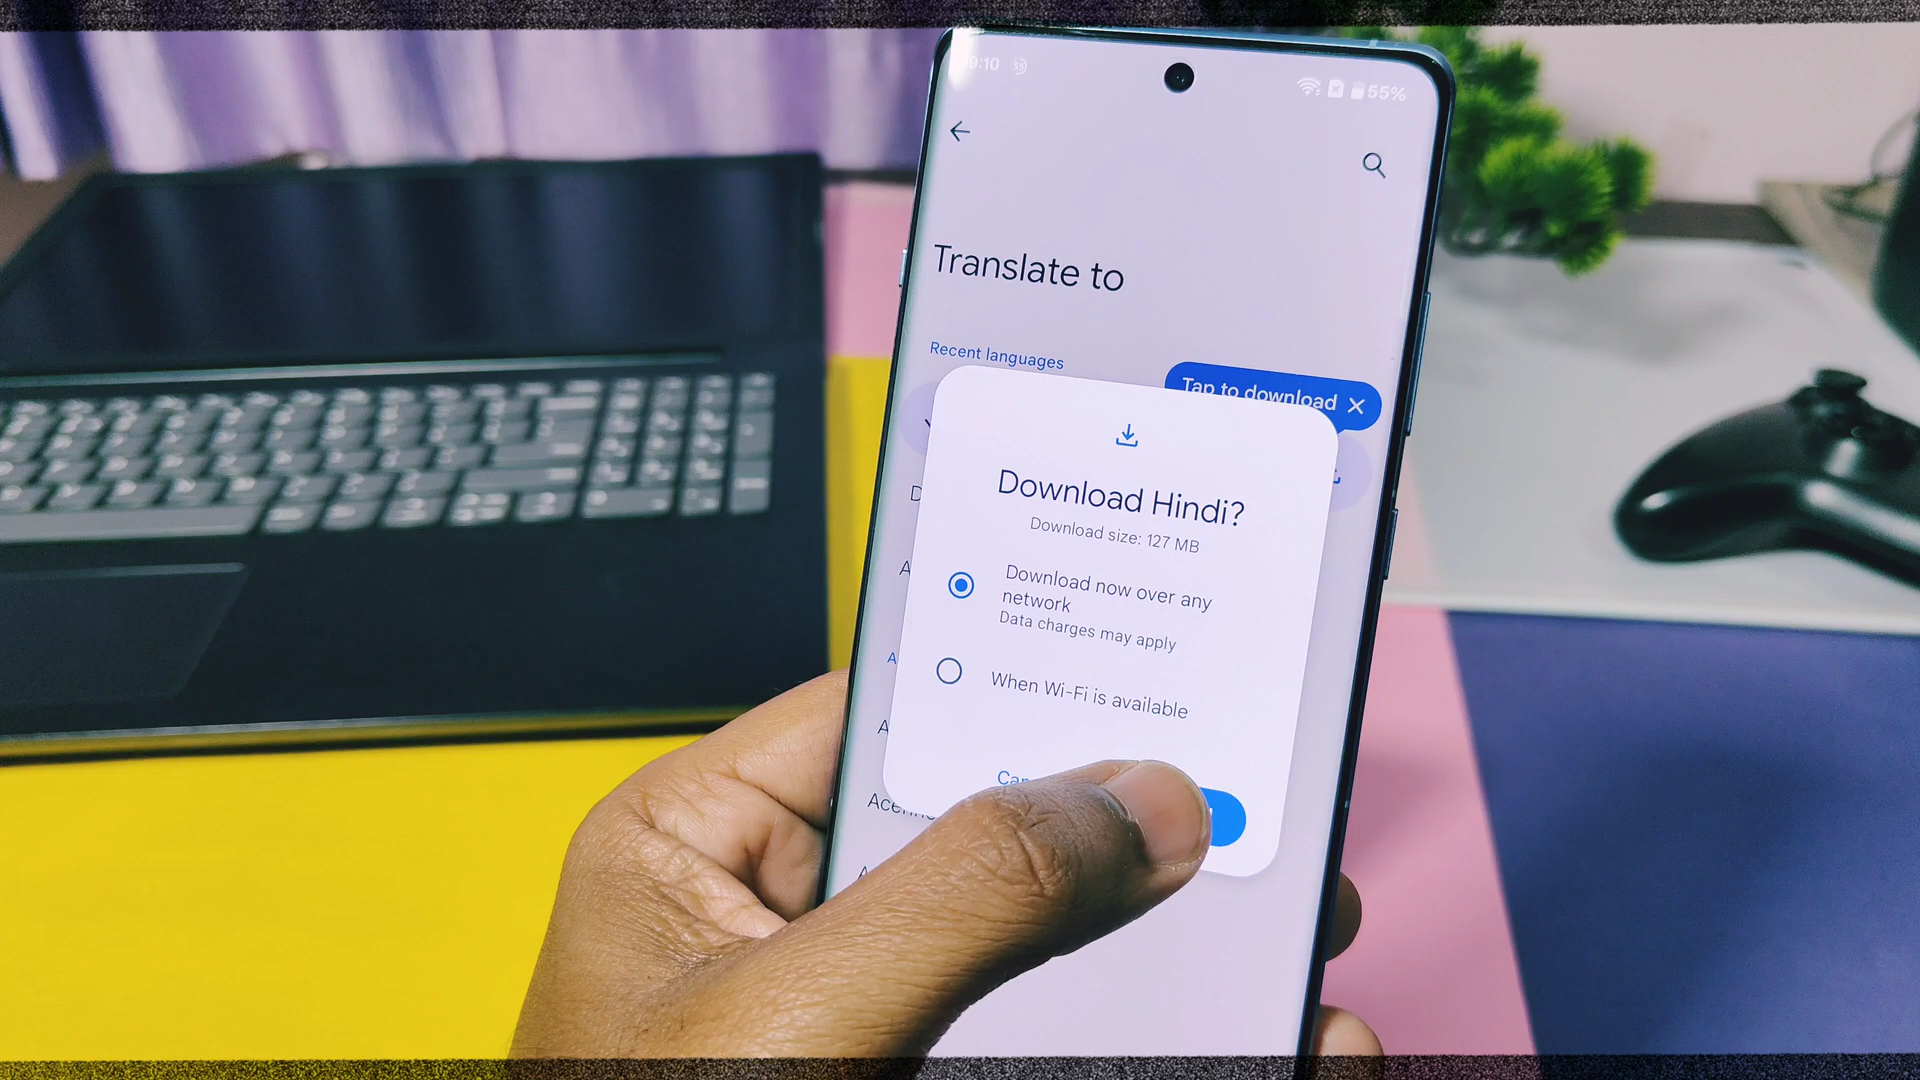 9:10
55%
Translate to
Recent languages
Tap to download
Download Hindi?
Download size: 127 MB
Download now over any
network
Data charges may apply
When Wi-Fi is available